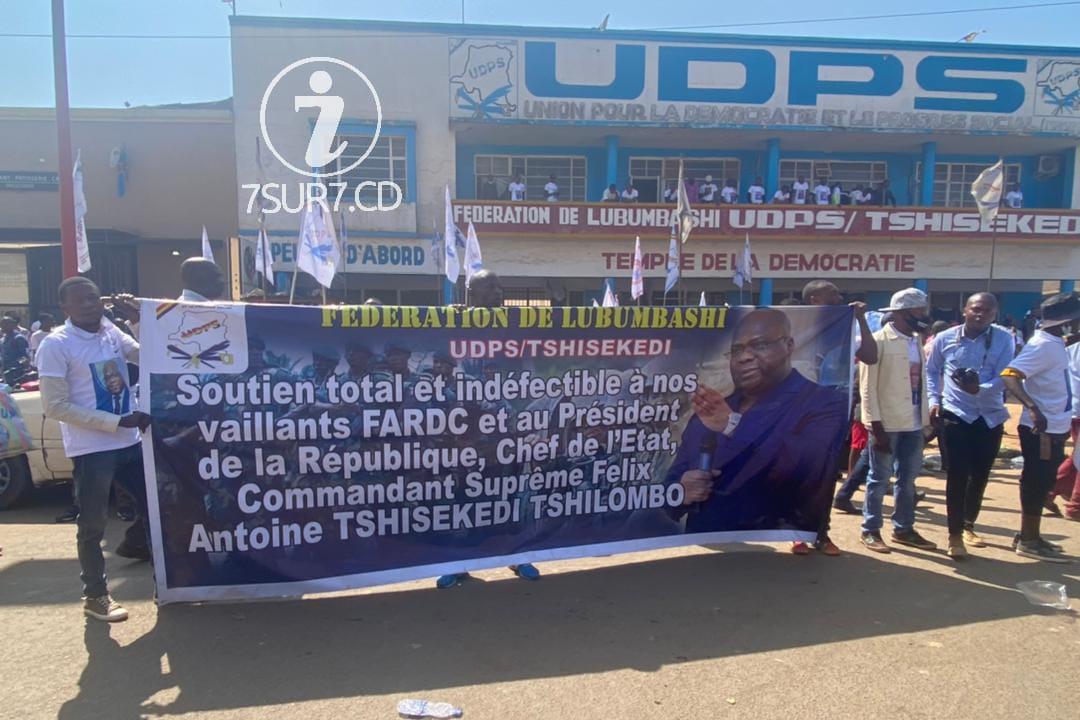 UDPS
UDPS
UNION POUR LA DEMOCRATIE ET LE PROGRES SOCIAL
7SUR7.CD
FEDERATION DE LUBUMBASHI UDPS/TSHISEKED
D'ABORD
TEMPLE DE LA DEMOCRATIE
UDPS
FEDERATION DE LUBUMBASHI
UDPS/TSHISEKEDI
Soutien total et indéfectible à nos
vaillants FARDC et au Président
de la République, Chef de l'Etat,
Commandant Suprême Felix
Antoine TSHISEKEDI TSHILOMBO